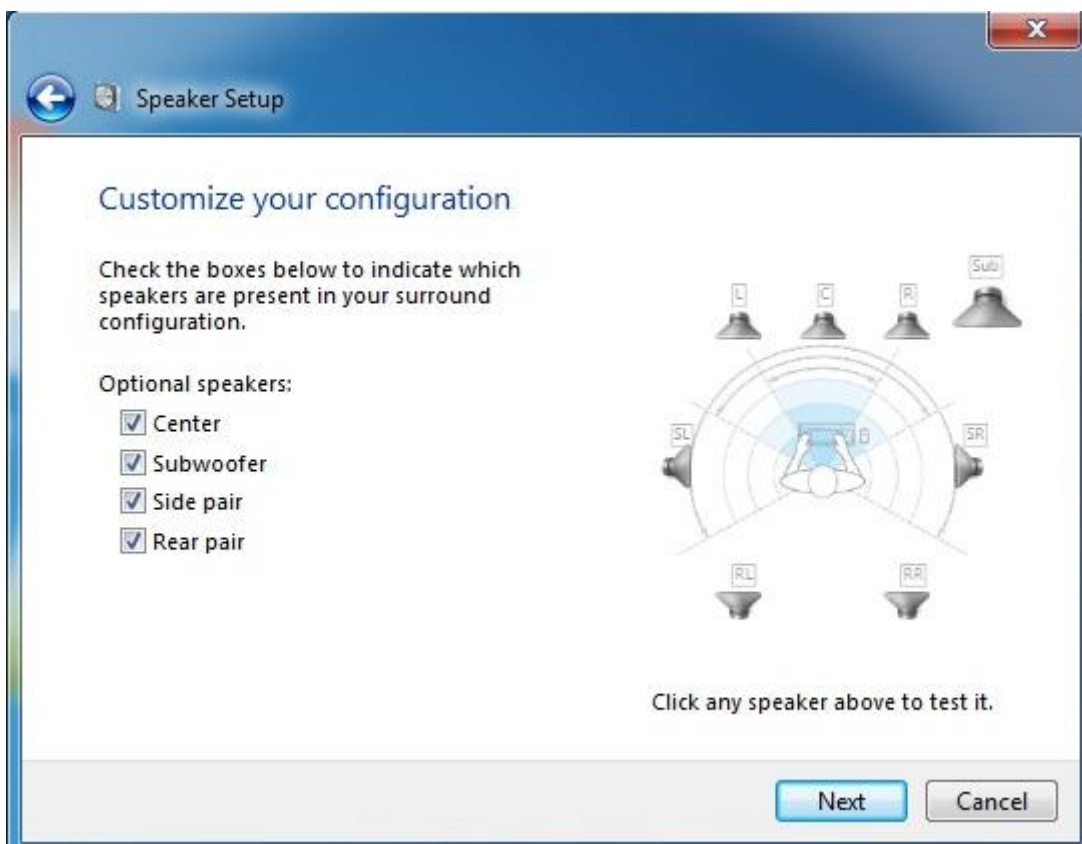 Speaker Setup
Customize your configuration
Check the boxes below to indicate which
speakers are present in your surround
configuration.
Optional speakers:
Center
Subwoofer
Side pair
Rear pair
Sub
L C R
SL SR
RL RR
Click any speaker above to test it.
Next Cancel